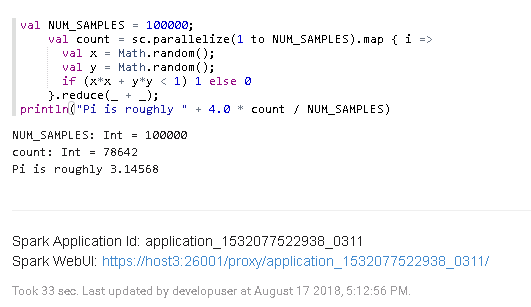 val NUM_SAMPLES = 100000;
    val count = sc.parallelize(1 to NUM_SAMPLES).map { i =>
      val x = Math.random();
      val y = Math.random();
      if (x*x + y*y < 1) 1 else 0
    }.reduce(_ + _);
println("Pi is roughly " + 4.0 * count / NUM_SAMPLES)
NUM_SAMPLES: Int = 100000
count: Int = 78642
Pi is roughly 3.14568
Spark Application Id: application_1532077522938_0311
Spark WebUI: https://host3:26001/proxy/application_1532077522938_0311/
Took 33 sec. Last updated by developuser at August 17 2018, 5:12:56 PM.